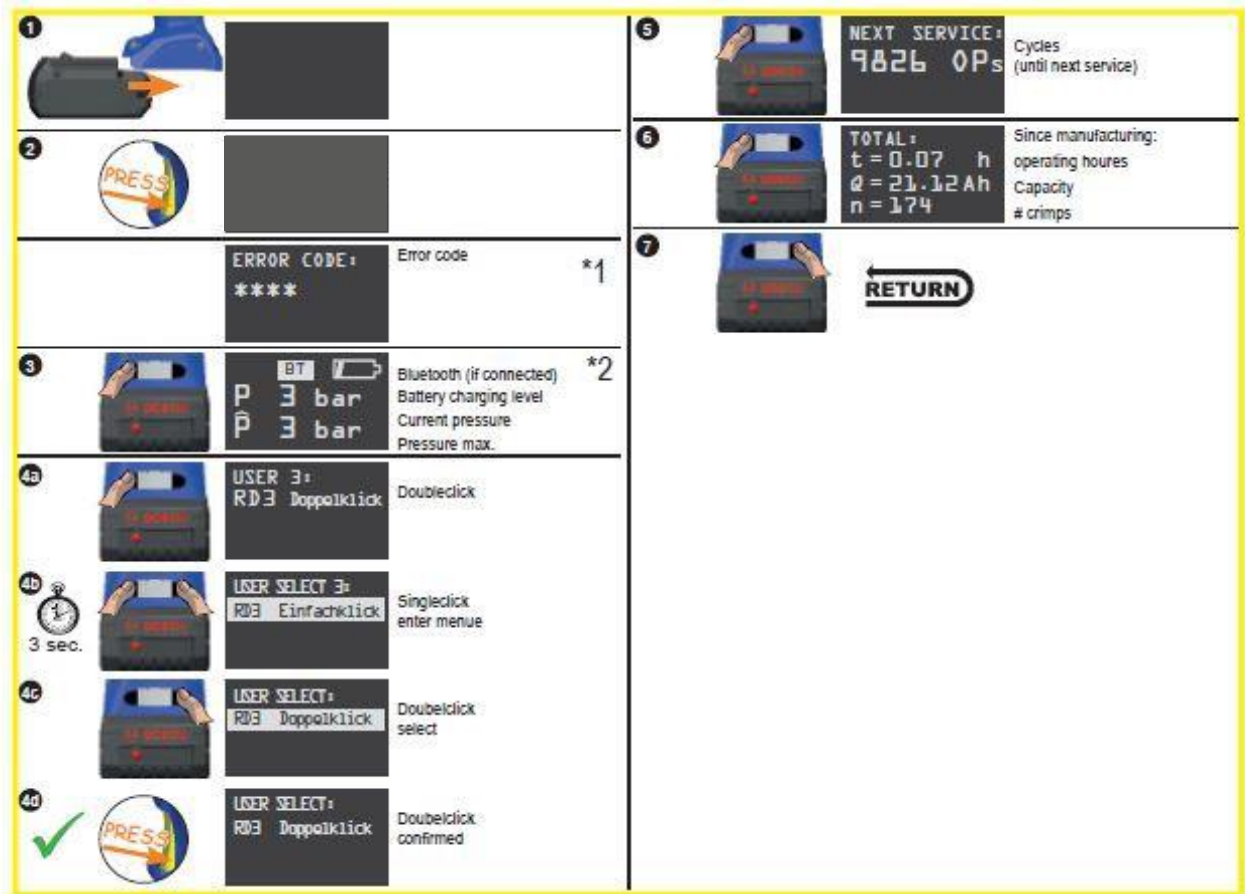 1
2
PRESS
ERROR CODE:
****
Error code
*1
3
BT
P 3 bar
P̂ 3 bar
Bluetooth (if connected)
Battery charging level
Current pressure
Pressure max.
*2
4a
USER 3:
RD3 Doppelklick
Doubleclick
4b
3 sec.
USER SELECT 3:
RD3 Einfachklick
Singleclick
enter menue
4c
USER SELECT:
RD3 Doppelklick
Doubelclick
select
4d
PRESS
USER SELECT:
RD3 Doppelklick
Doubelclick
confirmed
5
NEXT SERVICE:
9826 OPs
Cycles
(until next service)
6
TOTAL:
t = 0.07 h
Q = 21.12 Ah
n = 174
Since manufacturing:
operating houres
Capacity
# crimps
7
RETURN